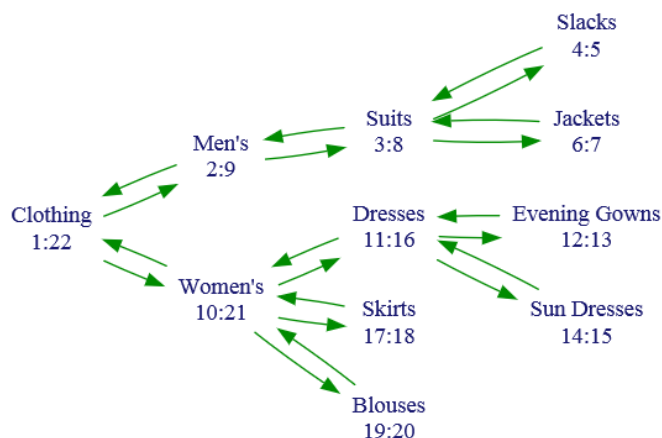 Slacks
4:5
Suits
3:8
Jackets
6:7
Men's
2:9
Clothing
1:22
Dresses
11:16
Evening Gowns
12:13
Women's
10:21
Skirts
17:18
Sun Dresses
14:15
Blouses
19:20